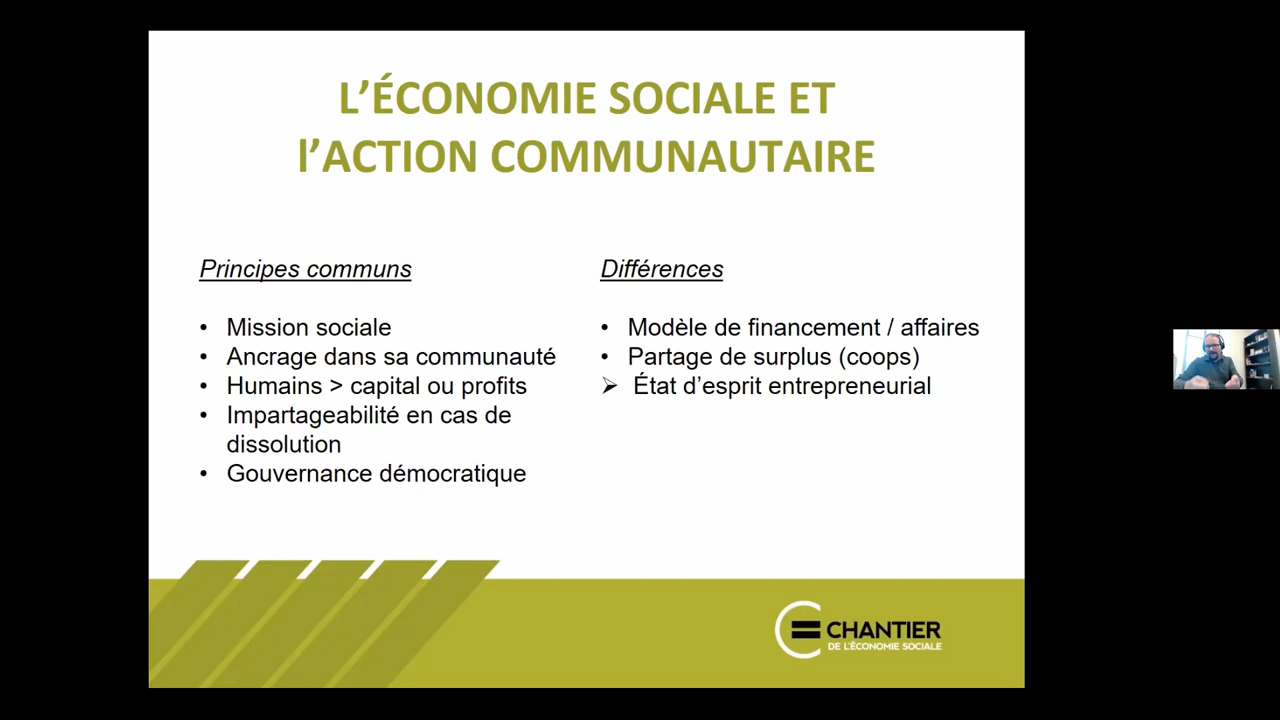 L’ÉCONOMIE SOCIALE ET
l’ACTION COMMUNAUTAIRE
Principes communs
• Mission sociale
• Ancrage dans sa communauté
• Humains > capital ou profits
• Impartageabilité en cas de
dissolution
• Gouvernance démocratique
Différences
• Modèle de financement / affaires
• Partage de surplus (coops)
➢ État d’esprit entrepreneurial
CHANTIER
DE L’ÉCONOMIE SOCIALE